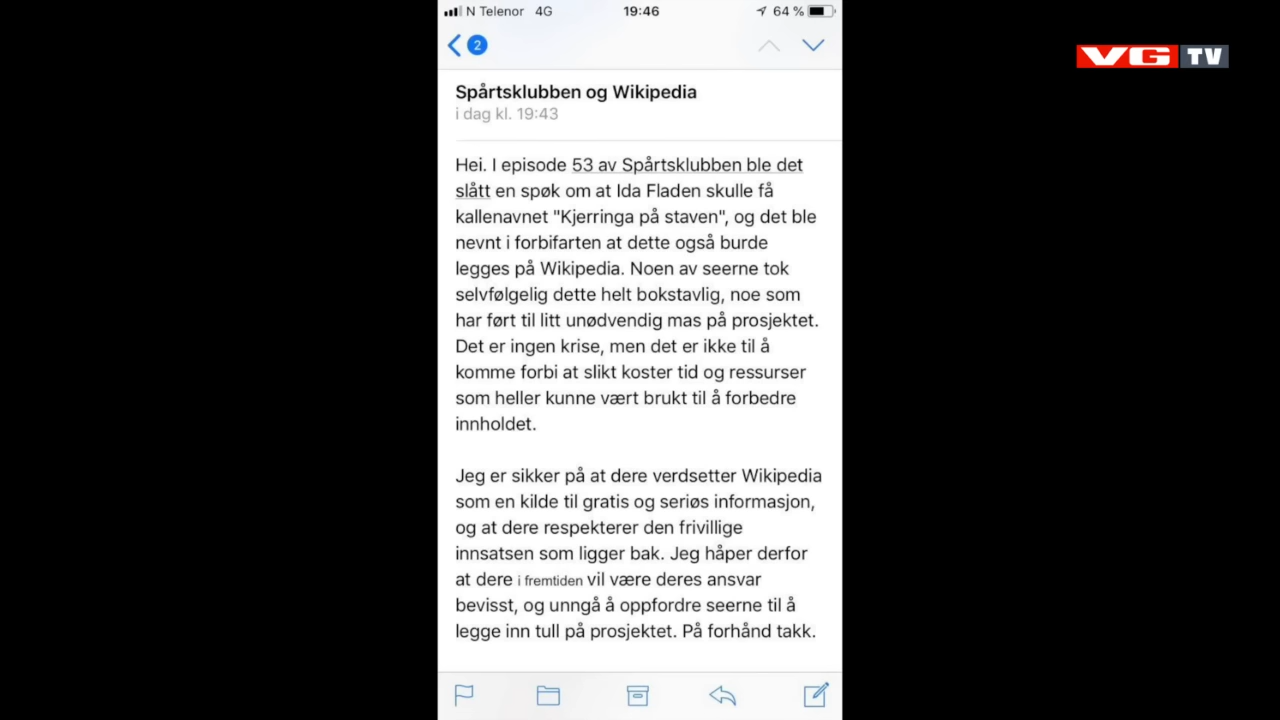 N Telenor 4G 19:46 64 %
2
VG TV
Spårtsklubben og Wikipedia
i dag kl. 19:43
Hei. I episode 53 av Spårtsklubben ble det
slått en spøk om at Ida Fladen skulle få
kallenavnet "Kjerringa på staven", og det ble
nevnt i forbifarten at dette også burde
legges på Wikipedia. Noen av seerne tok
selvfølgelig dette helt bokstavlig, noe som
har ført til litt unødvendig mas på prosjektet.
Det er ingen krise, men det er ikke til å
komme forbi at slikt koster tid og ressurser
som heller kunne vært brukt til å forbedre
innholdet.
Jeg er sikker på at dere verdsetter Wikipedia
som en kilde til gratis og seriøs informasjon,
og at dere respekterer den frivillige
innsatsen som ligger bak. Jeg håper derfor
at dere i fremtiden vil være deres ansvar
bevisst, og unngå å oppfordre seerne til å
legge inn tull på prosjektet. På forhånd takk.